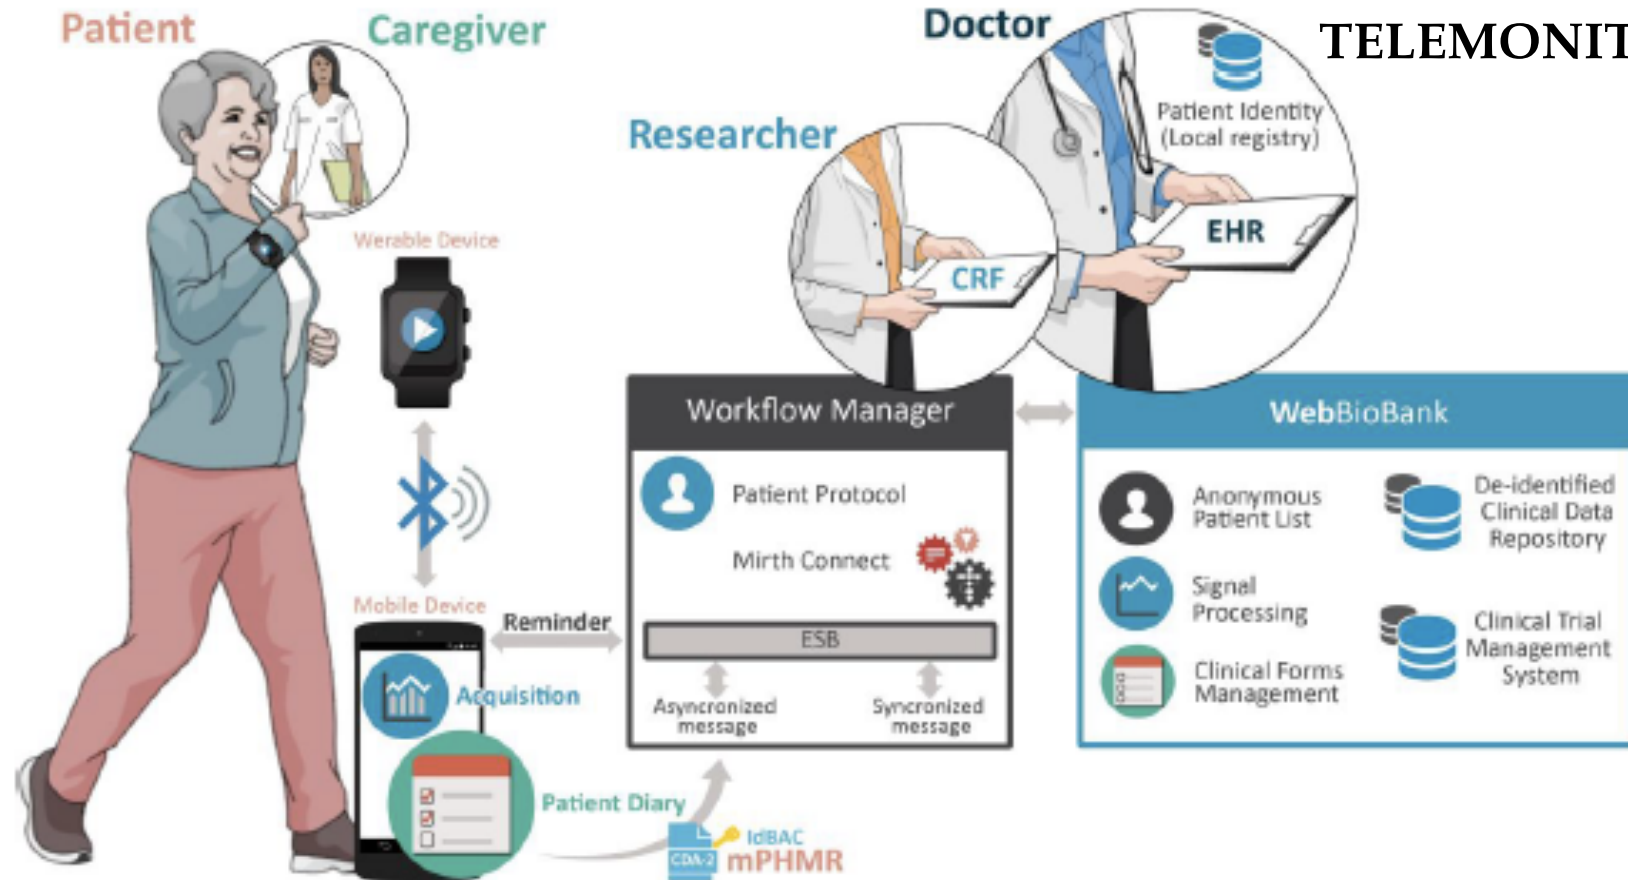 Patient
Caregiver
Doctor
TELEMONIT
Patient Identity
(Local registry)
Researcher
EHR
CRF
Werable Device
Workflow Manager
WebBioBank
Patient Protocol
Mirth Connect
ESB
Asyncronized
message
Syncronized
message
Anonymous
Patient List
De-identified
Clinical Data
Repository
Signal
Processing
Clinical Trial
Management
System
Clinical Forms
Management
Mobile Device
Reminder
Acquisition
Patient Diary
IdBAC
CDA-2
mPHMR